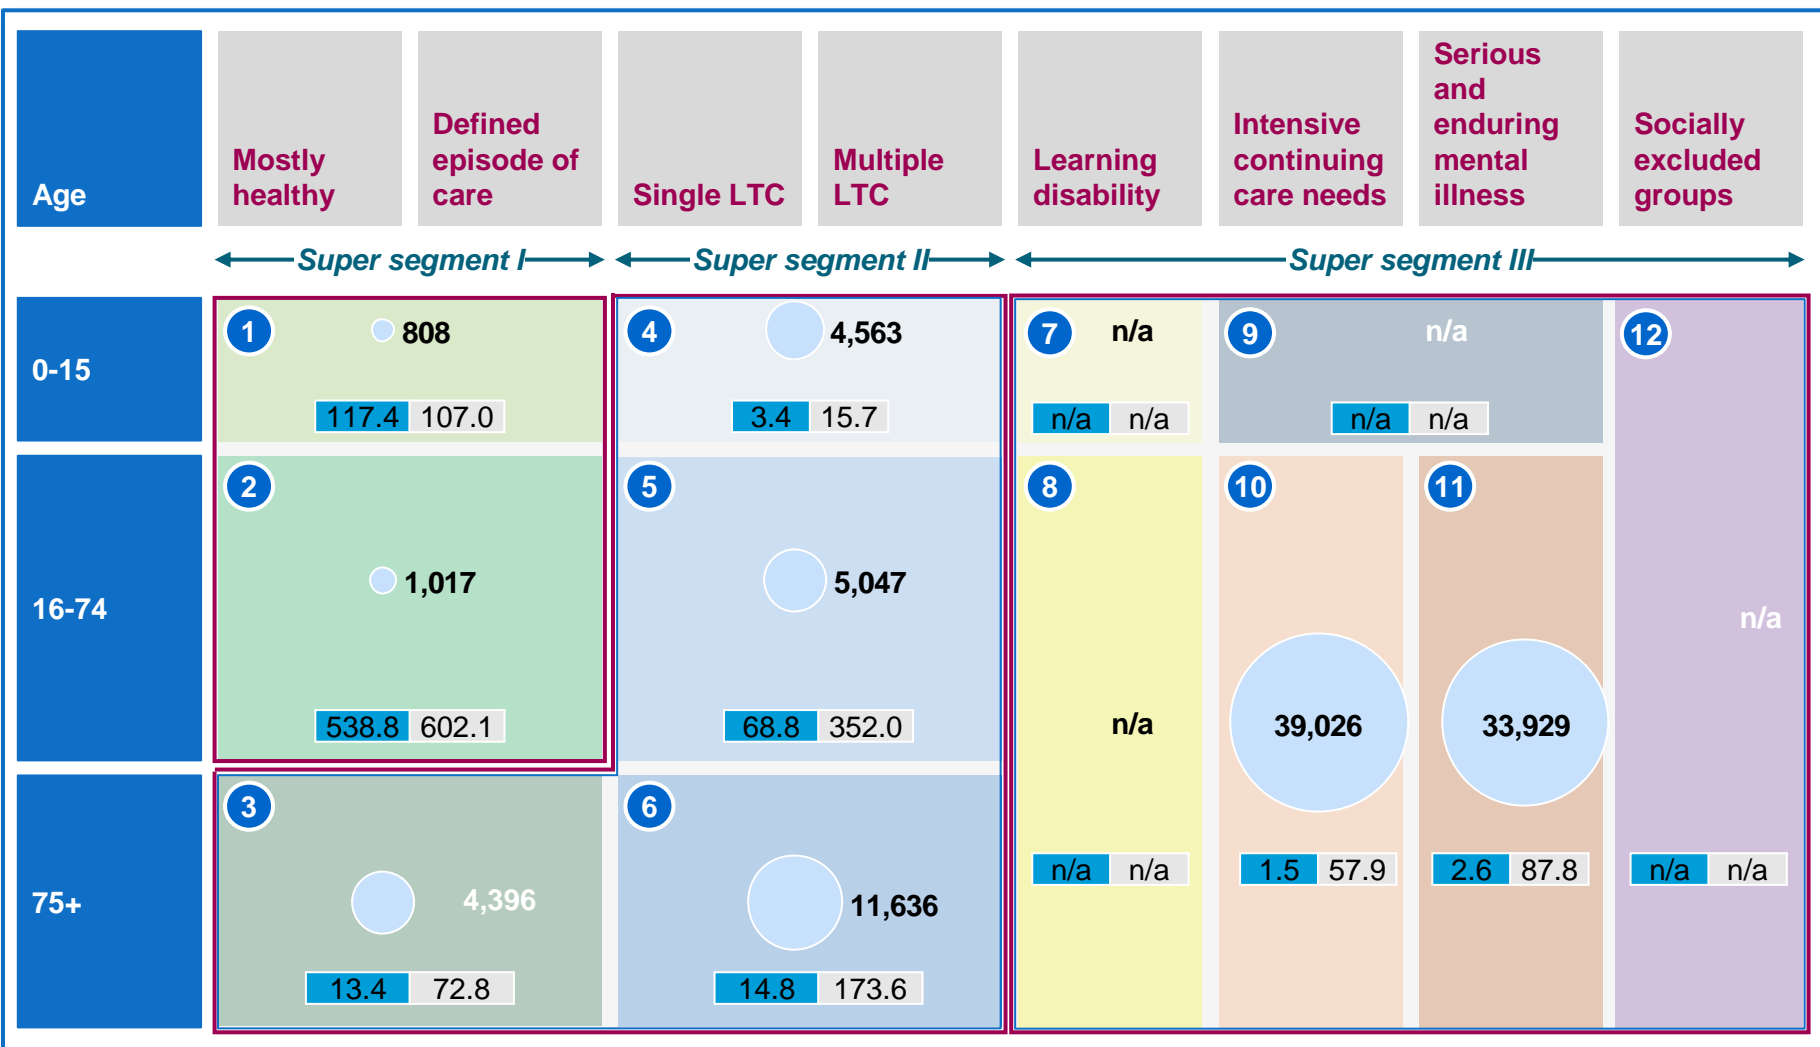 Age
Mostly
healthy
Defined
episode of
care
Single LTC
Multiple
LTC
Learning
disability
Intensive
continuing
care needs
Serious
and
enduring
mental
illness
Socially
excluded
groups
Super segment I
Super segment II
Super segment III
0-15
1
808
117.4 107.0
4
4,563
3.4 15.7
7
n/a
n/a n/a
9
n/a
n/a n/a
12
n/a
n/a n/a
16-74
2
1,017
538.8 602.1
5
5,047
68.8 352.0
8
n/a
n/a n/a
10
39,026
1.5 57.9
11
33,929
2.6 87.8
75+
3
4,396
13.4 72.8
6
11,636
14.8 173.6